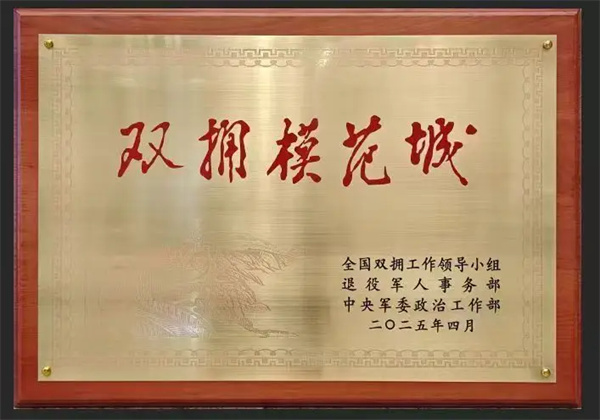 双拥模范城
全国双拥工作领导小组
退役军人事务部
中央军委政治工作部
二〇二五年四月